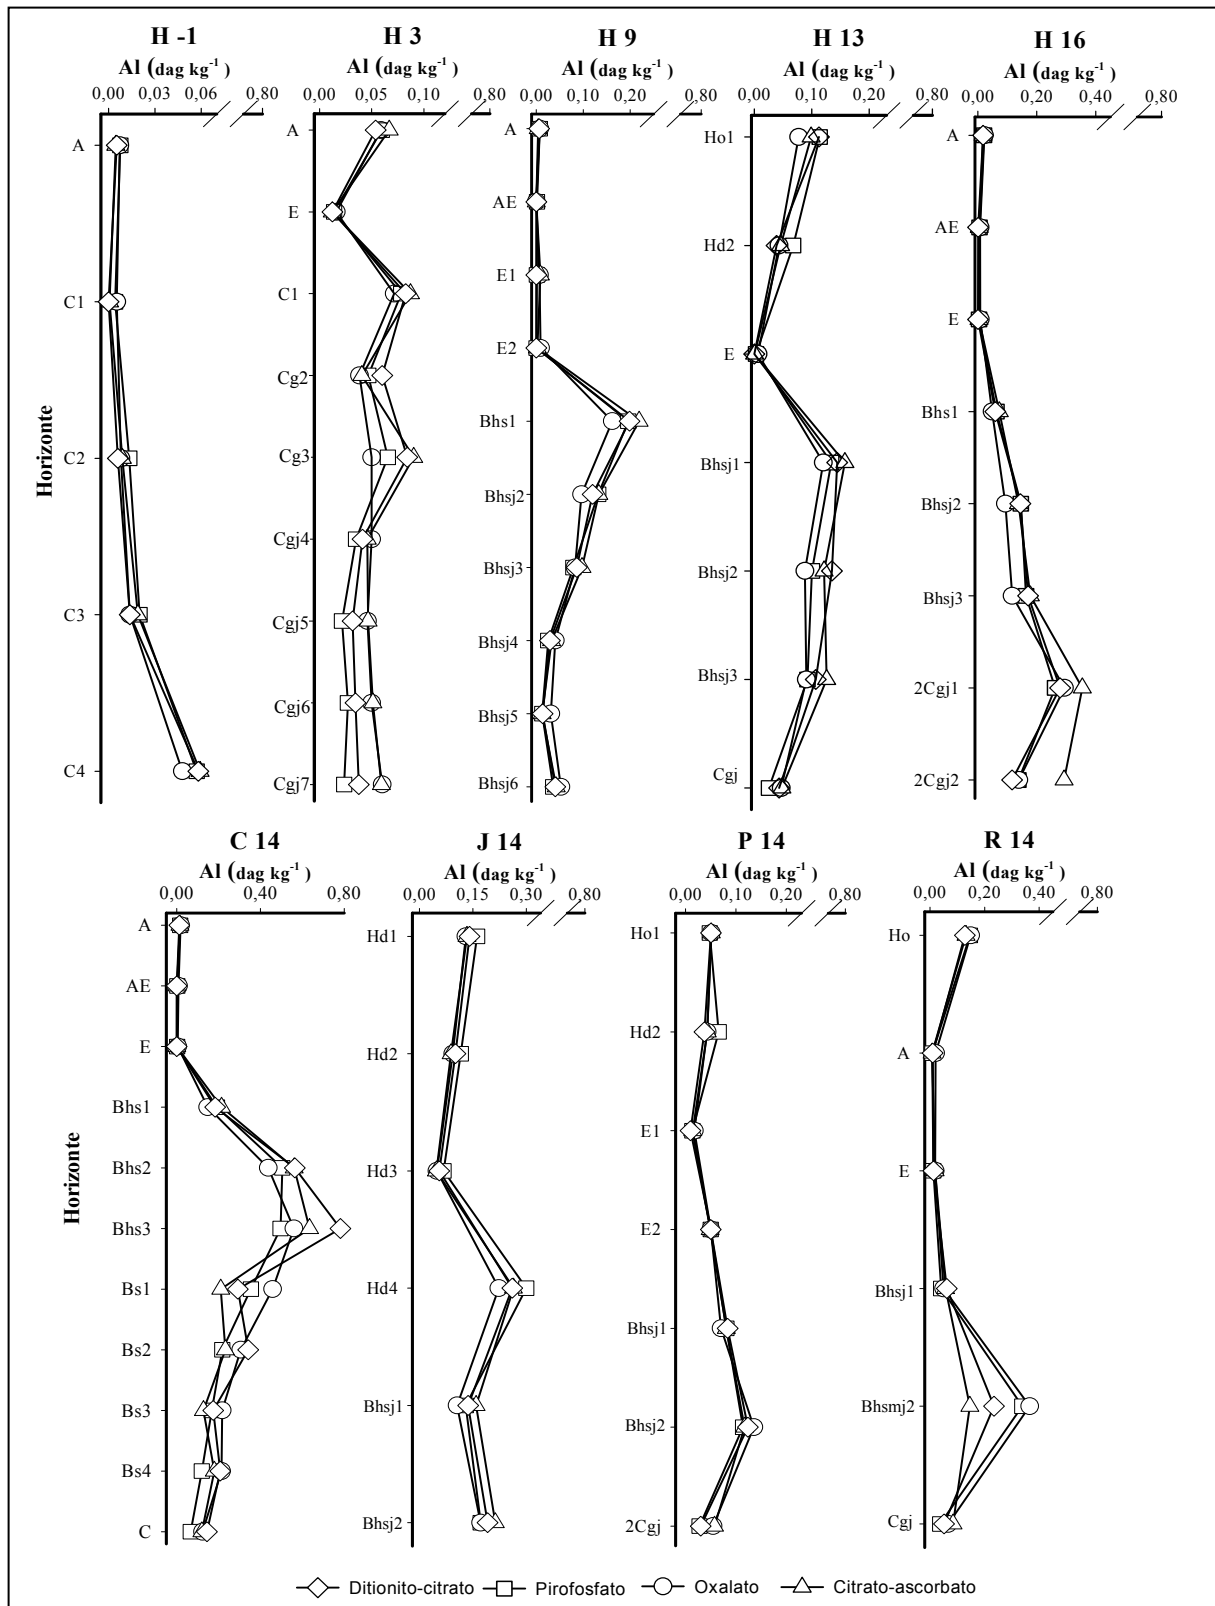 H -1
Al (dag kg-1)
0,00 0,03 0,06 0,80
A
C1
C2
C3
C4
Horizonte
H 3
Al (dag kg-1)
0,00 0,05 0,10 0,80
A
E
C1
Cg2
Cg3
Cgj4
Cgj5
Cgj6
Cgj7
H 9
Al (dag kg-1)
0,00 0,10 0,20 0,80
A
AE
E1
E2
Bhs1
Bhsj2
Bhsj3
Bhsj4
Bhsj5
Bhsj6
H 13
Al (dag kg-1)
0,00 0,10 0,20 0,80
Ho1
Hd2
E
Bhsj1
Bhsj2
Bhsj3
Cgj
H 16
Al (dag kg-1)
0,00 0,20 0,40 0,80
A
AE
E
Bhs1
Bhsj2
Bhsj3
2Cgj1
2Cgj2
C 14
Al (dag kg-1)
0,00 0,40 0,80
A
AE
E
Bhs1
Bhs2
Bhs3
Bs1
Bs2
Bs3
Bs4
C
Horizonte
J 14
Al (dag kg-1)
0,00 0,15 0,30 0,80
Hd1
Hd2
Hd3
Hd4
Bhsj1
Bhsj2
P 14
Al (dag kg-1)
0,00 0,10 0,20 0,80
Ho1
Hd2
E1
E2
Bhsj1
Bhsj2
2Cgj
R 14
Al (dag kg-1)
0,00 0,20 0,40 0,80
Ho
A
E
Bhsj1
Bhsmj2
Cgj
Ditionito-citrato Pirofosfato Oxalato Citrato-ascorbato